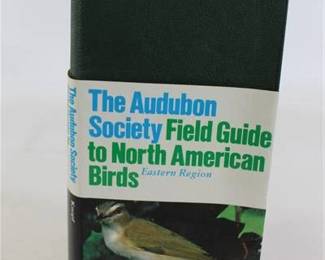 The Audubon
Society Field Guide
to North American
Birds Eastern Region
The Audubon Society